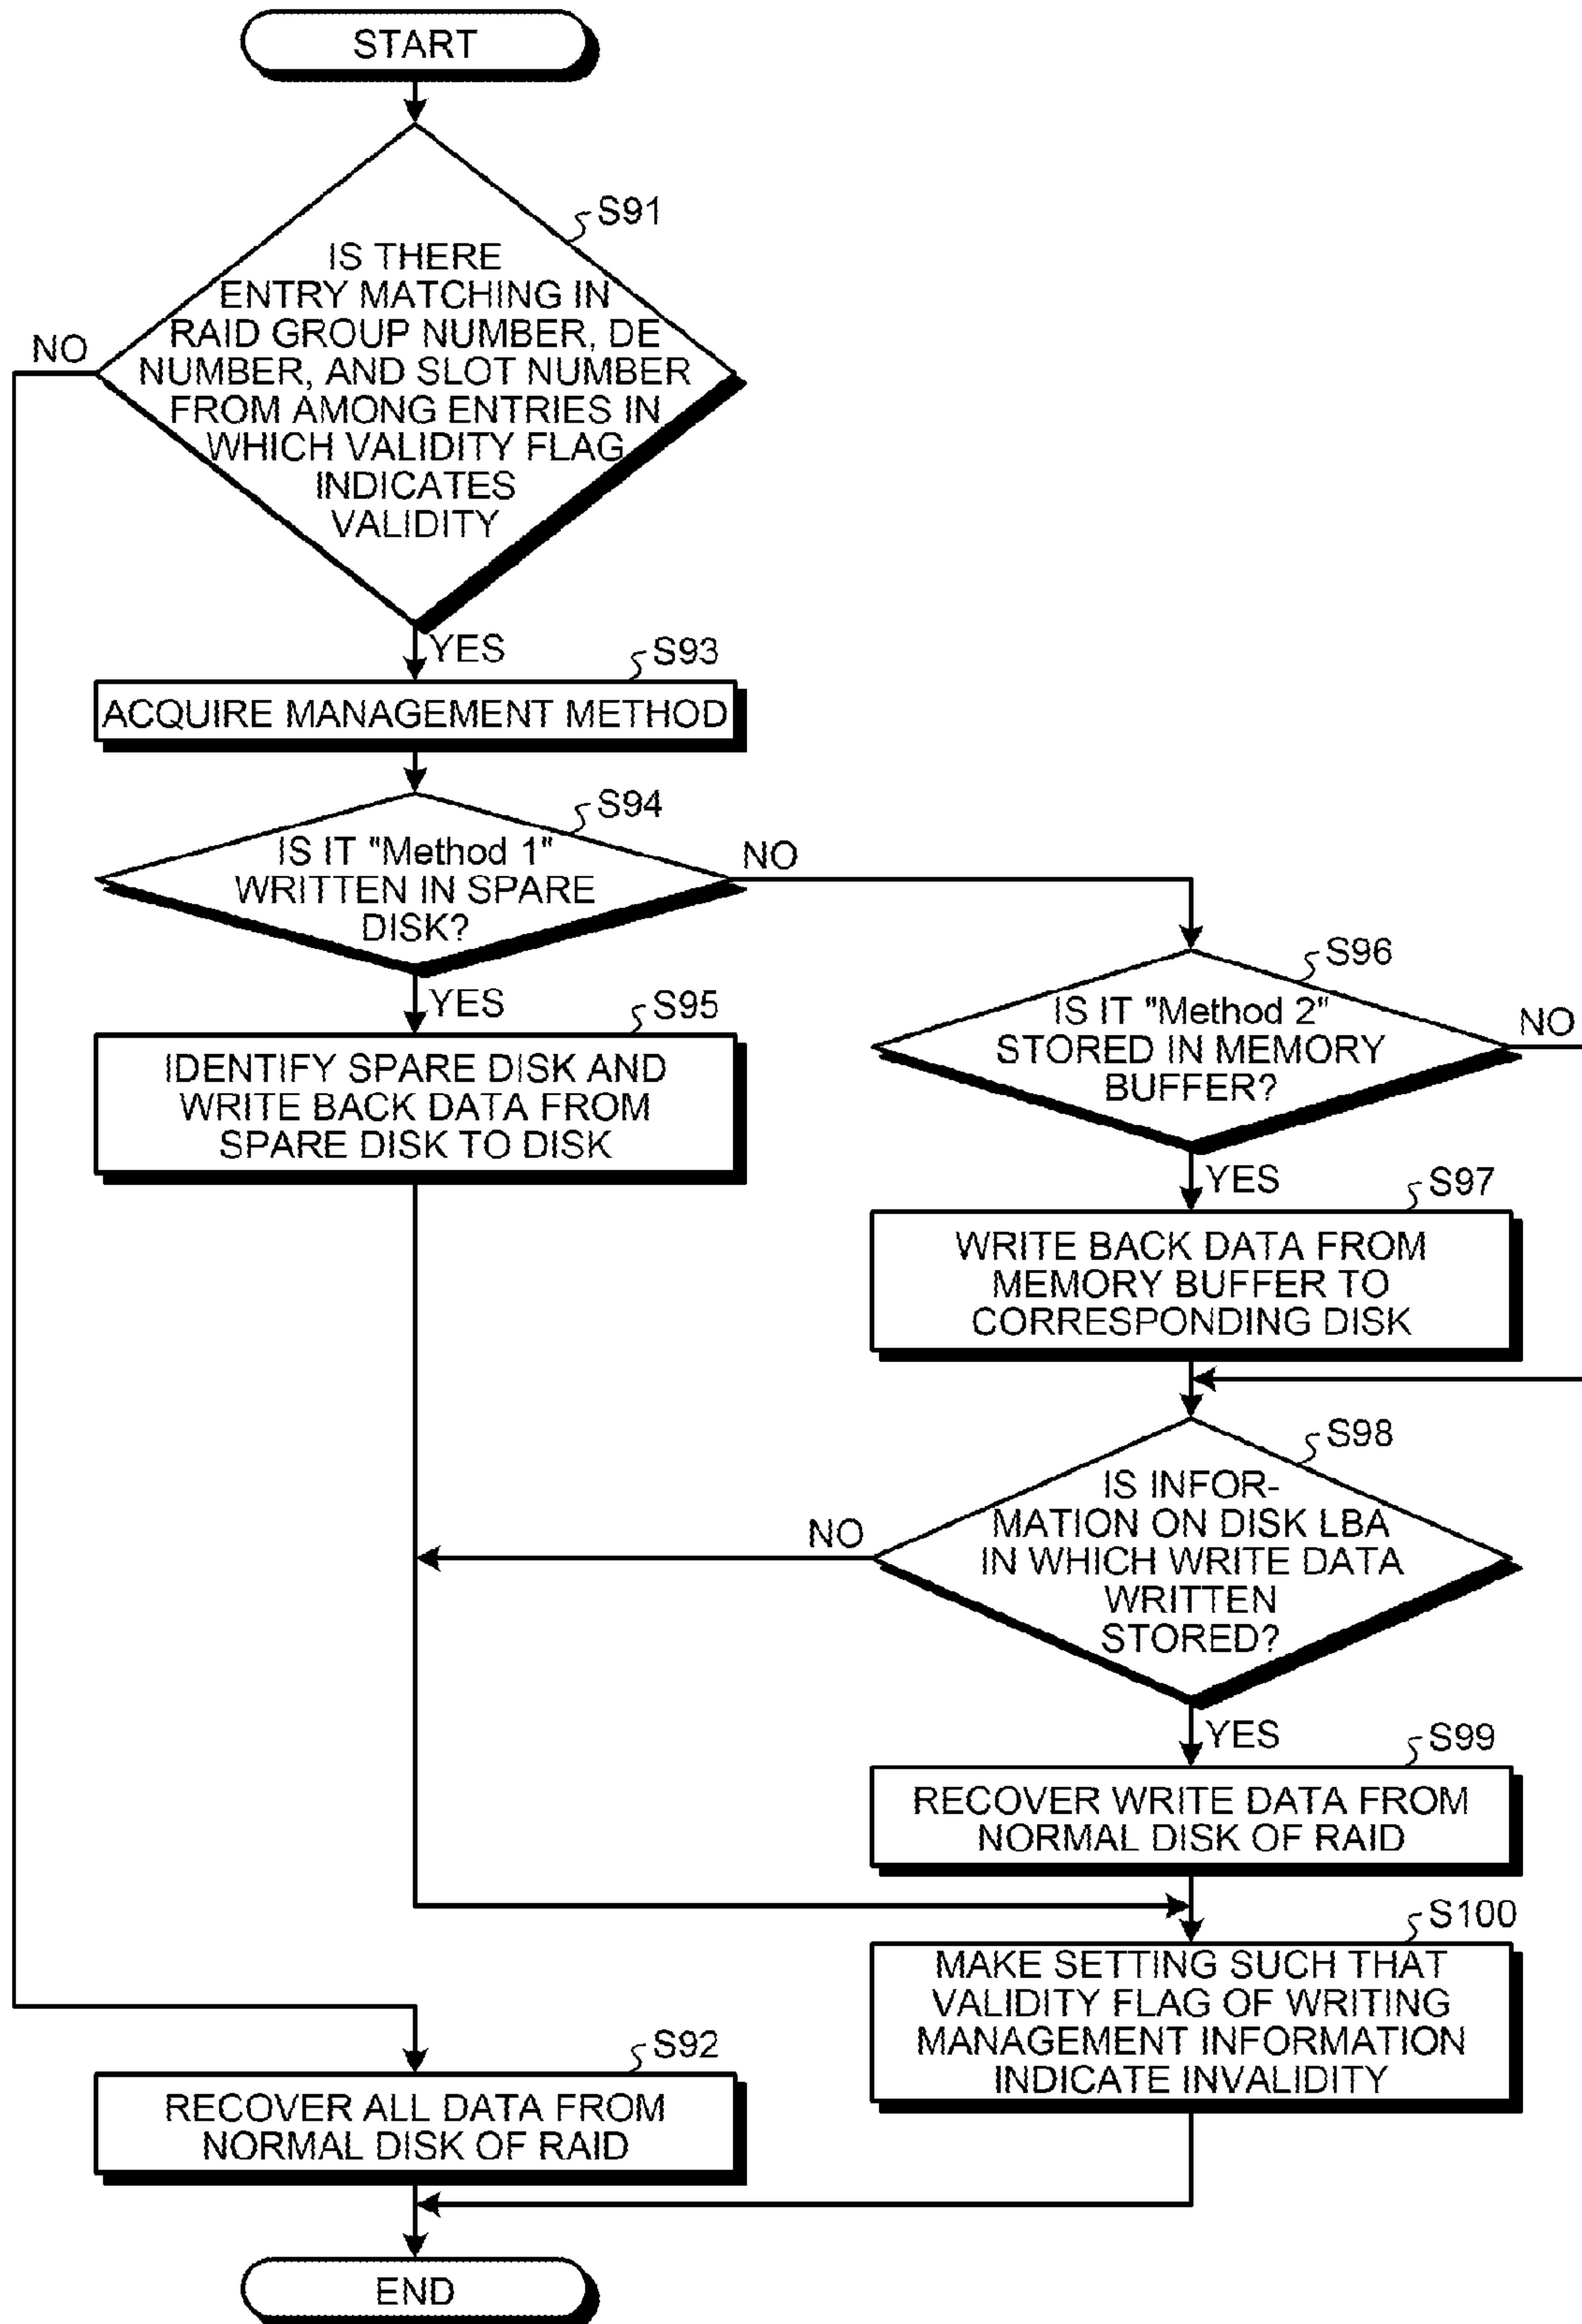 START
S91
IS THERE
ENTRY MATCHING IN
RAID GROUP NUMBER, DE
NUMBER, AND SLOT NUMBER
FROM AMONG ENTRIES IN
WHICH VALIDITY FLAG
INDICATES
VALIDITY
NO
YES
S93
ACQUIRE MANAGEMENT METHOD
S94
IS IT "Method 1"
WRITTEN IN SPARE
DISK?
NO
YES
S95
IDENTIFY SPARE DISK AND
WRITE BACK DATA FROM
SPARE DISK TO DISK
S96
IS IT "Method 2"
STORED IN MEMORY
BUFFER?
NO
YES
S97
WRITE BACK DATA FROM
MEMORY BUFFER TO
CORRESPONDING DISK
S98
IS INFOR-
MATION ON DISK LBA
IN WHICH WRITE DATA
WRITTEN
STORED?
NO
YES
S99
RECOVER WRITE DATA FROM
NORMAL DISK OF RAID
S100
MAKE SETTING SUCH THAT
VALIDITY FLAG OF WRITING
MANAGEMENT INFORMATION
INDICATE INVALIDITY
S92
RECOVER ALL DATA FROM
NORMAL DISK OF RAID
END